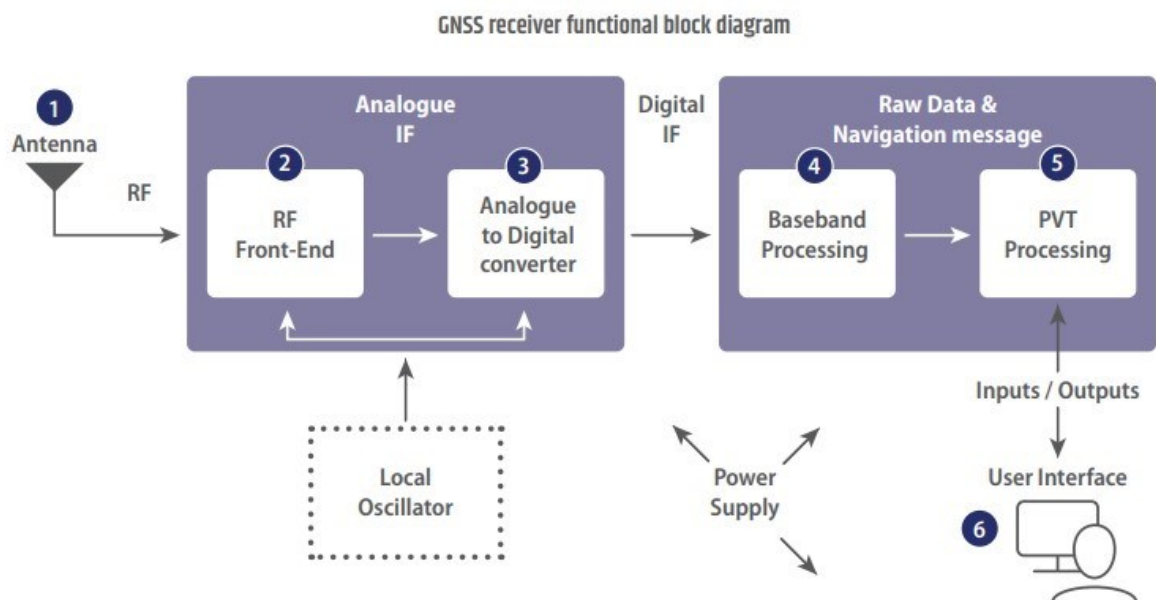 GNSS receiver functional block diagram
1
Antenna
RF
Analogue
IF
2
RF
Front-End
3
Analogue
to Digital
converter
Digital
IF
Raw Data &
Navigation message
4
Baseband
Processing
5
PVT
Processing
Local
Oscillator
Power
Supply
Inputs / Outputs
User Interface
6